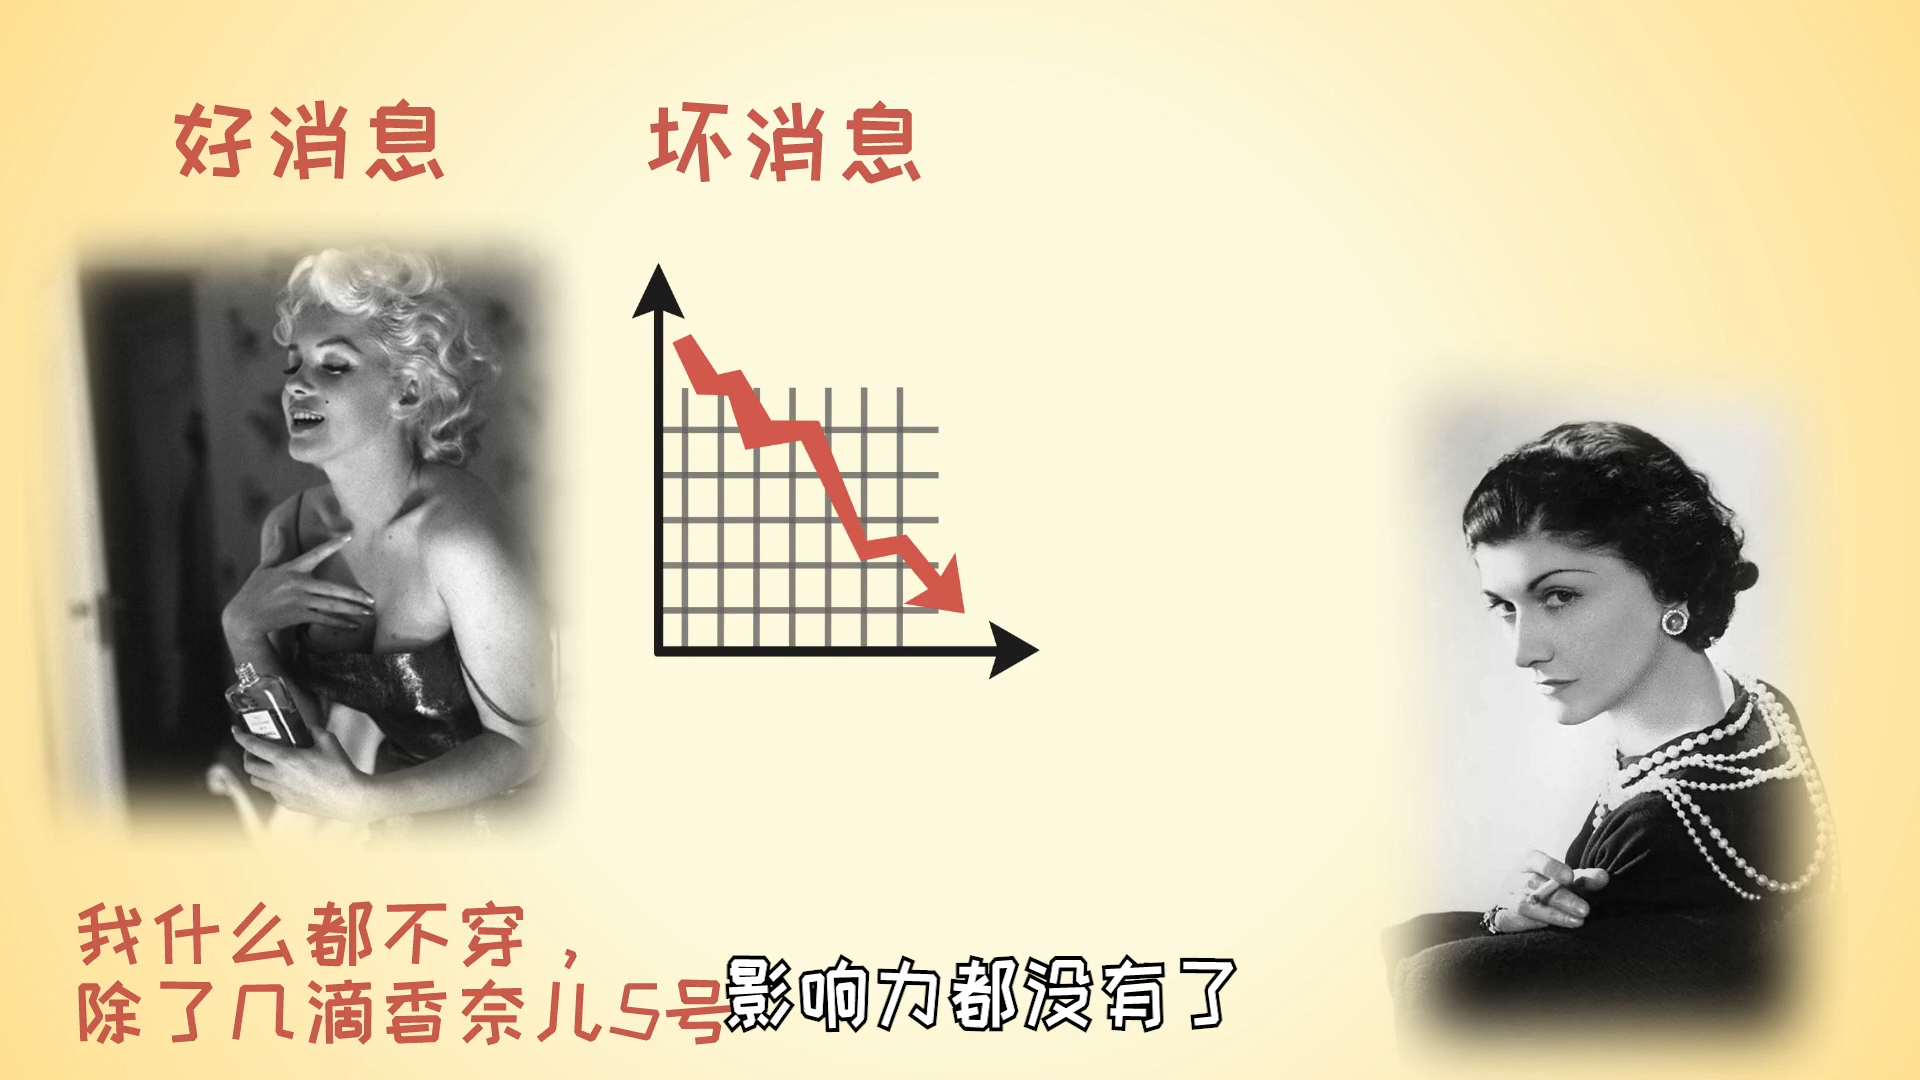 好消息
坏消息
我什么都不穿，
除了几滴香奈儿5号
影响力都没有了